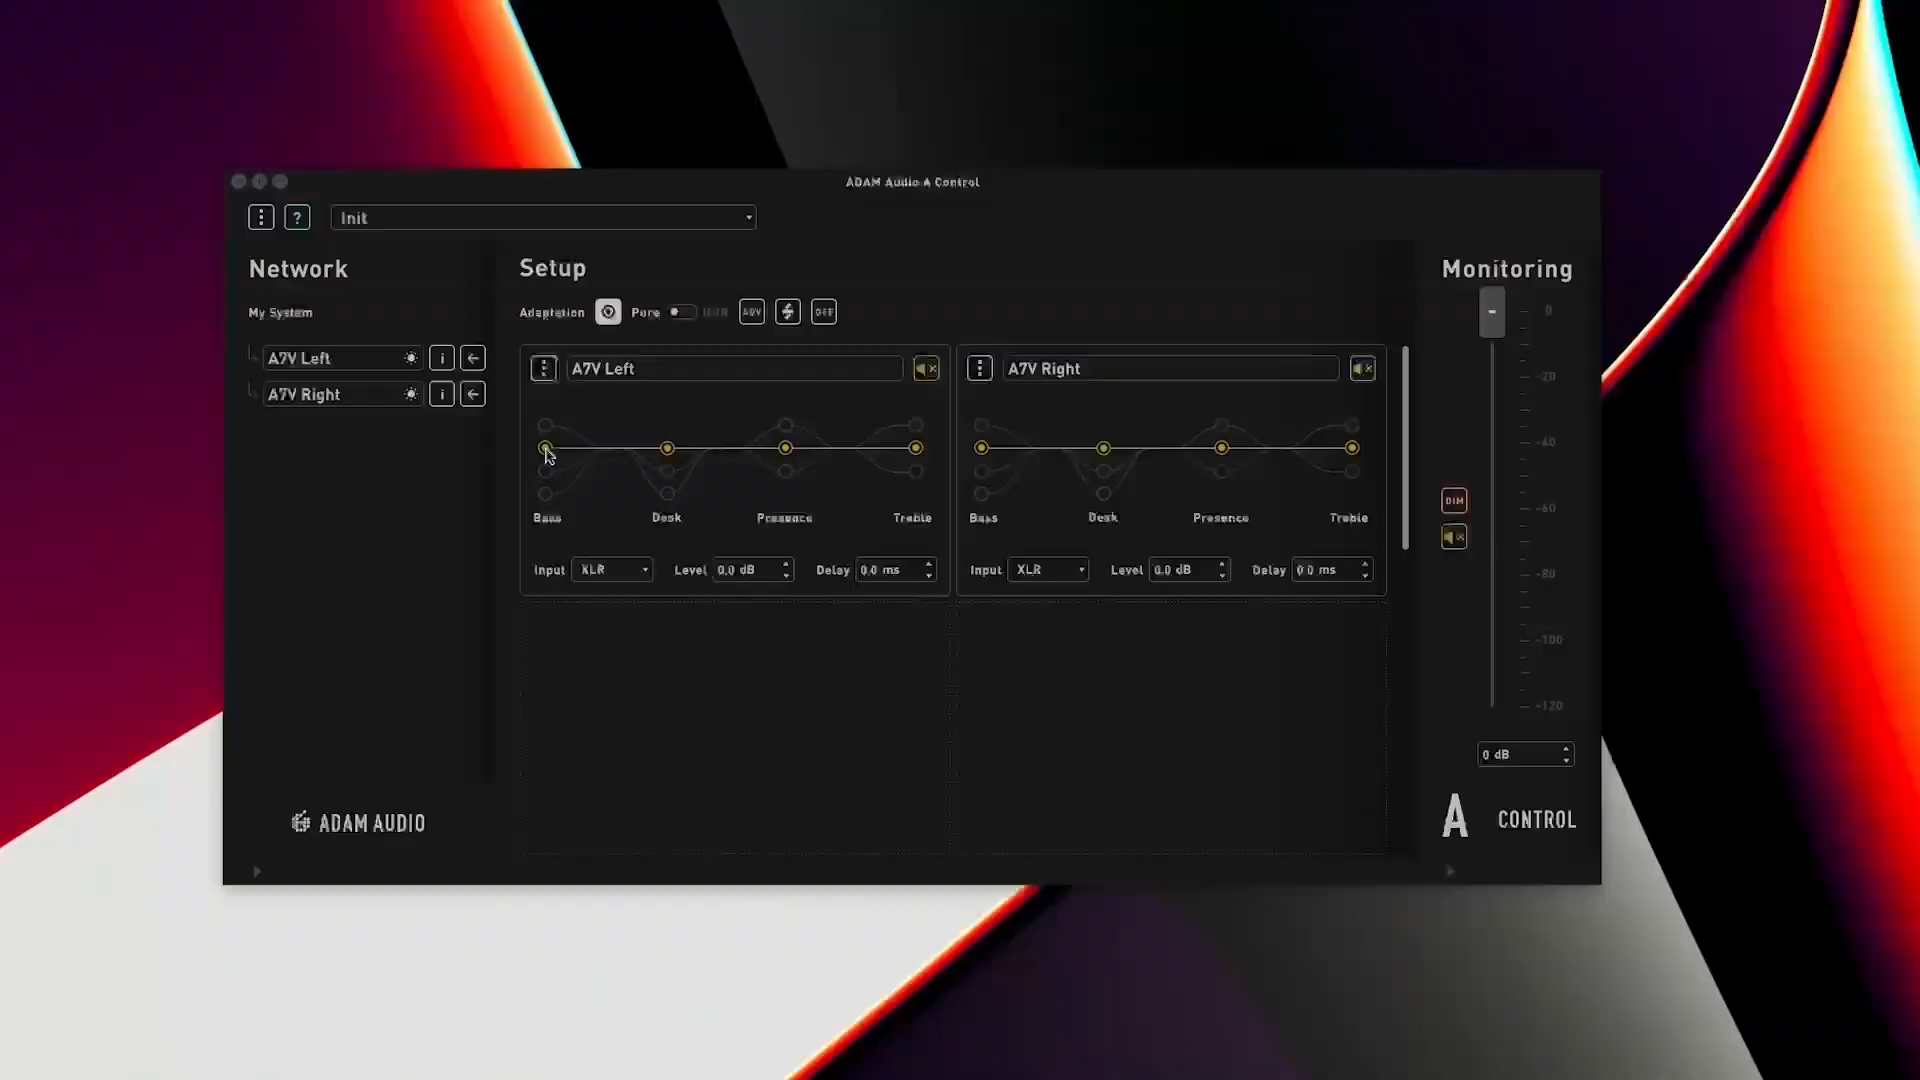 ADAM Audio A Control
?
Init
Network
Setup
Monitoring
My System
Adaptation
Pure
ADV
A7V Left
i
A7V Right
i
A7V Left
A7V Right
Bass
Desk
Presence
Treble
Bass
Desk
Presence
Treble
Input
XLR
Level
0.0 dB
Delay
0.0 ms
Input
XLR
Level
0.0 dB
Delay
0.0 ms
0
-20
-40
-60
-80
-100
-120
DIM
0 dB
ADAM AUDIO
A CONTROL